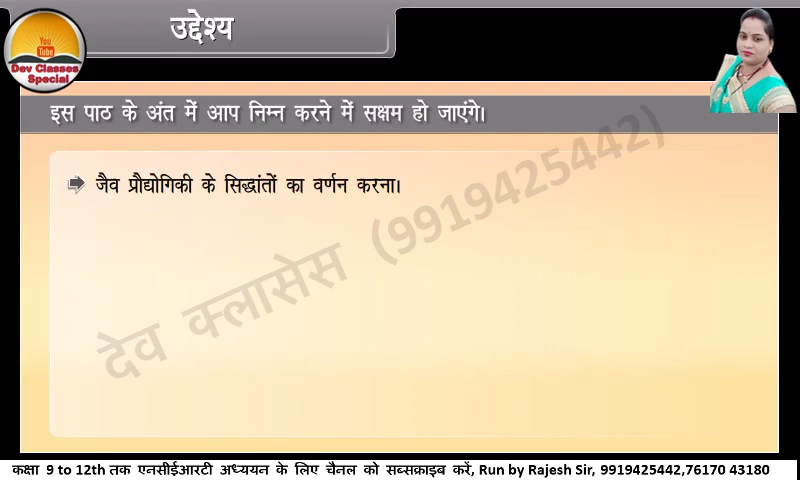 उद्देश्य
You
Tube
Dev Classes
Special
इस पाठ के अंत में आप निम्न करने में सक्षम हो जाएंगे।
जैव प्रौद्योगिकी के सिद्धांतों का वर्णन करना।
देव क्लासेस (9919425442)
कक्षा 9 to 12th तक एनसीईआरटी अध्ययन के लिए चैनल को सब्सक्राइब करें, Run by Rajesh Sir, 9919425442,76170 43180